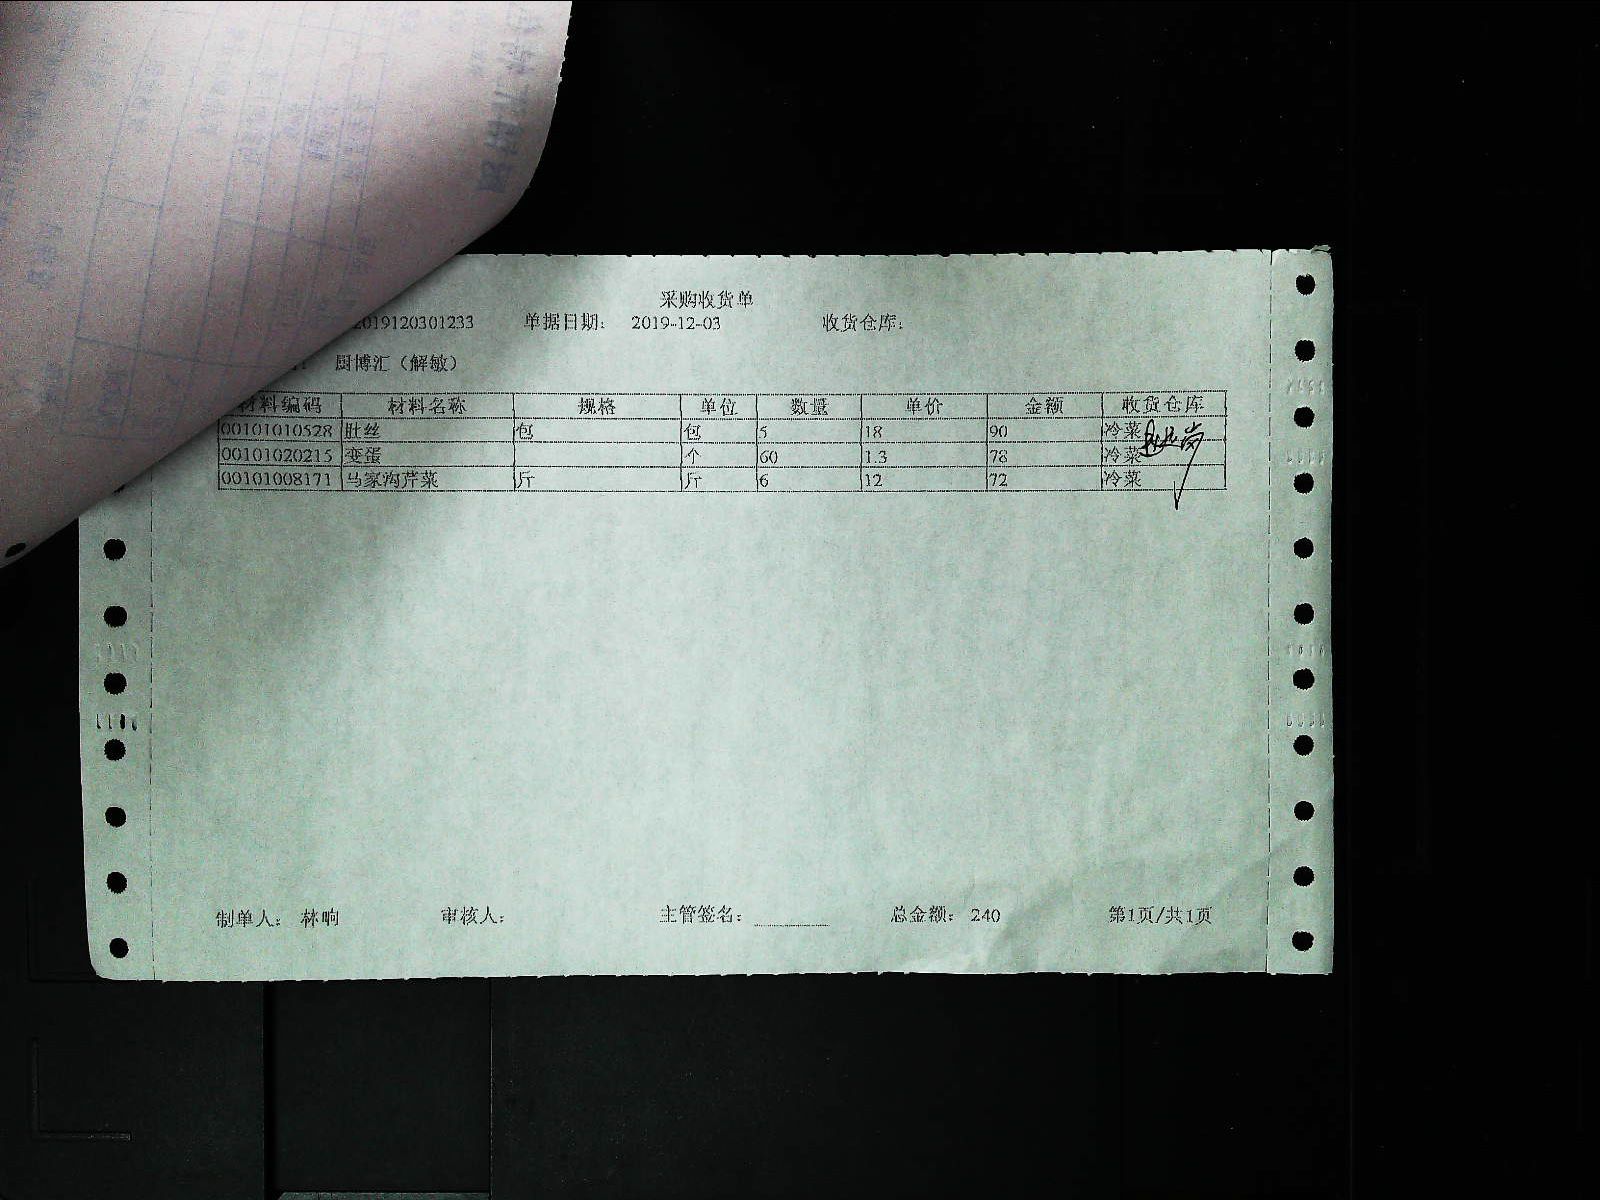 采购收货单
2019120301233 单据日期： 2019-12-03 收货仓库：
厨博汇（解敏）
材料编码 材料名称 规格 单位 数量 单价 金额 收货仓库
00101010528 肚丝 包 包 5 18 90 冷菜
00101020215 变蛋 个 60 1.3 78 冷菜
00101008171 马家沟芹菜 斤 斤 6 12 72 冷菜
制单人： 林响 审核人： 主管签名： 总金额： 240 第1页/共1页